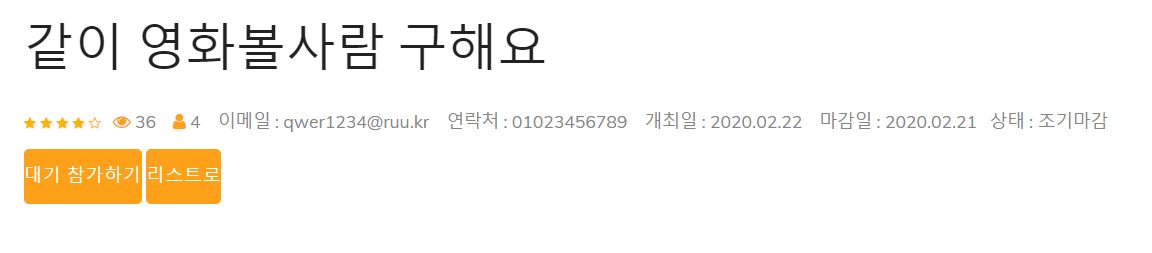 같이 영화볼사람 구해요
36 4 이메일 : qwer1234@ruu.kr 연락처 : 01023456789 개최일 : 2020.02.22 마감일 : 2020.02.21 상태 : 조기마감
대기 참가하기 리스트로